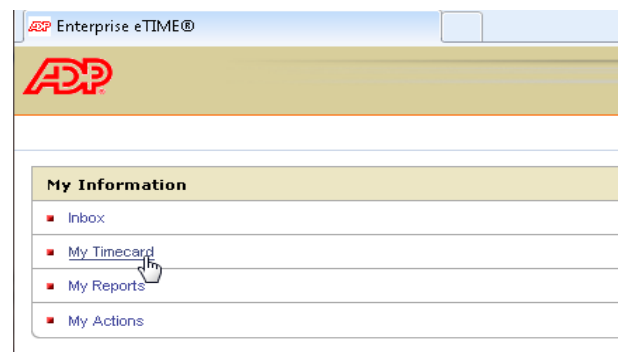 ADP Enterprise eTIME®
ADP
My Information
Inbox
My Timecard
My Reports
My Actions